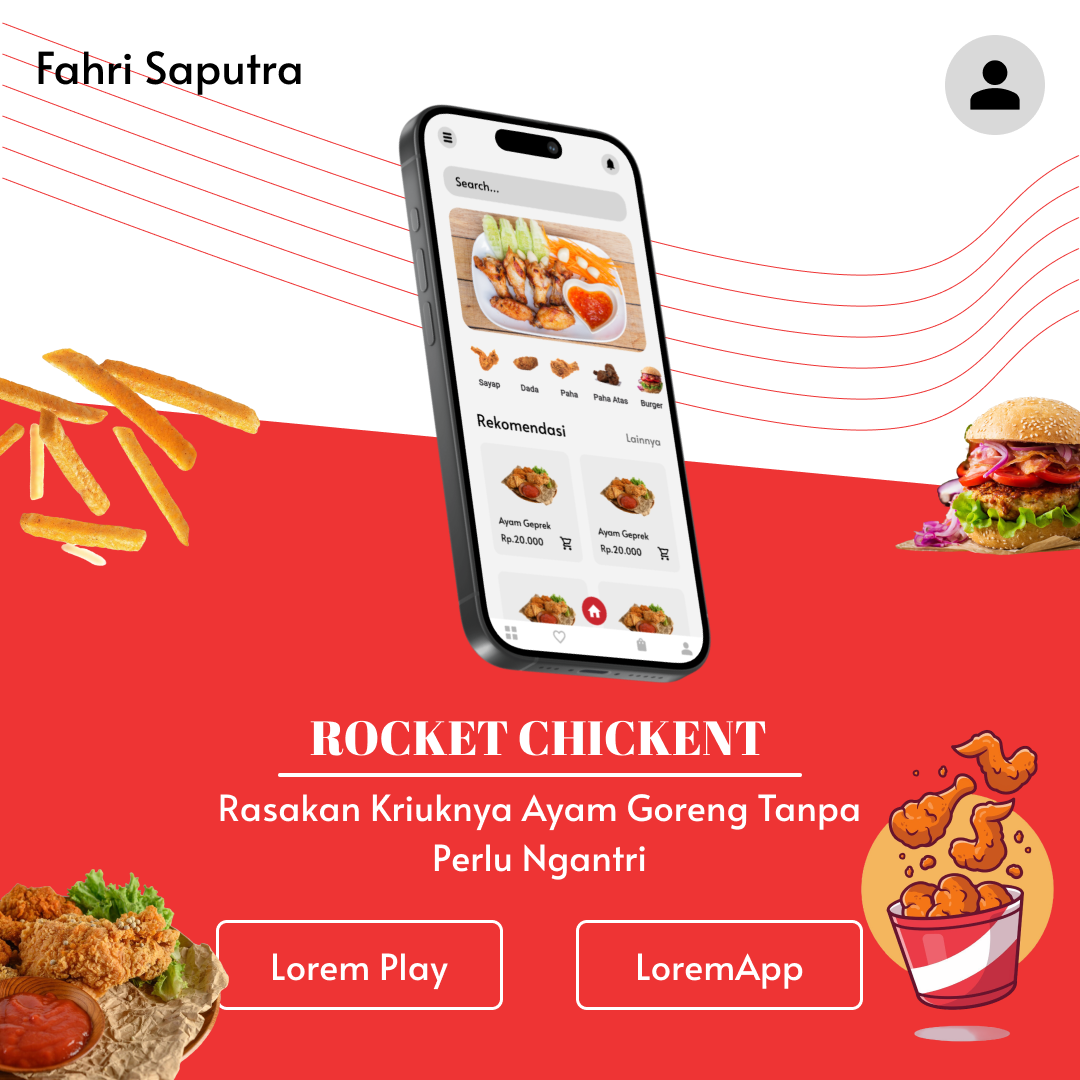 Fahri Saputra
Search...
Sayap
Dada
Paha
Paha Atas
Burger
Rekomendasi
Lainnya
Ayam Geprek
Rp.20.000
Ayam Geprek
Rp.20.000
ROCKET CHICKENT
Rasakan Kriuknya Ayam Goreng Tanpa
Perlu Ngantri
Lorem Play
LoremApp